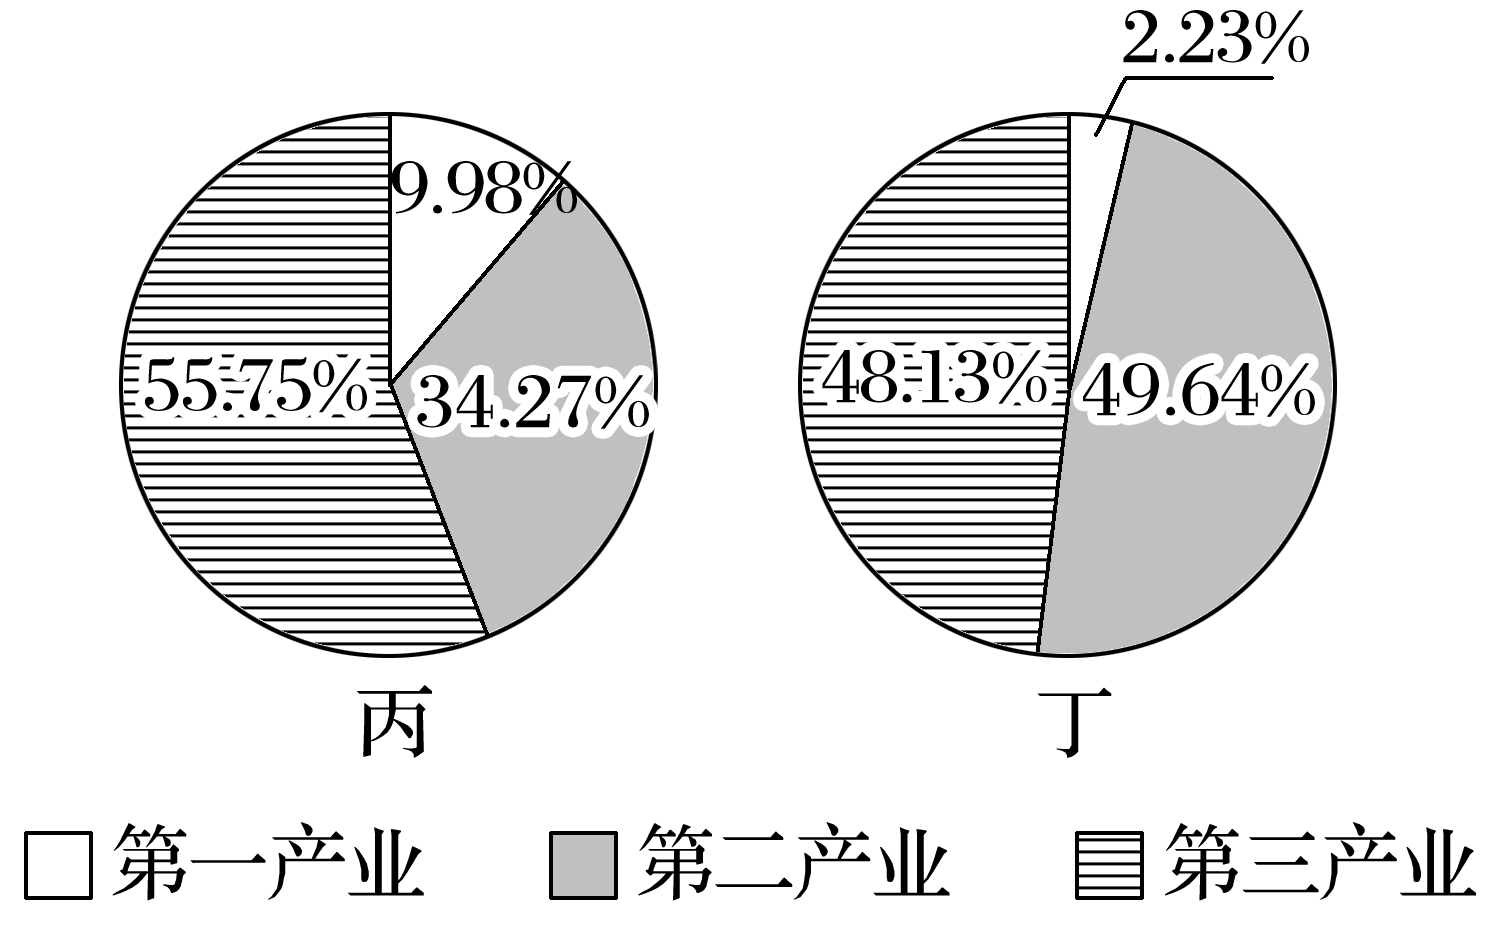 2.23%
9.98%
55.75%
34.27%
48.13%
49.64%
丙
丁
第一产业
第二产业
第三产业